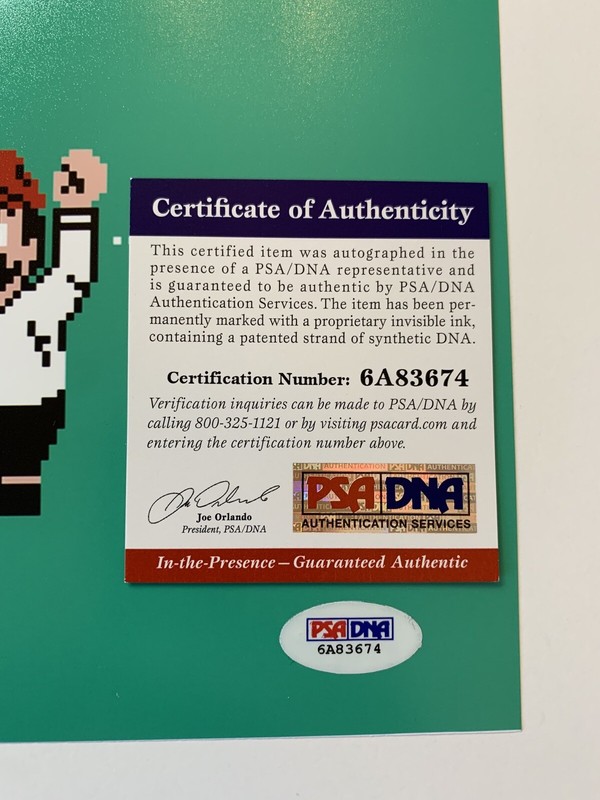 Certificate of Authenticity
This certified item was autographed in the
presence of a PSA/DNA representative and
is guaranteed to be authentic by PSA/DNA
Authentication Services. The item has been per-
manently marked with a proprietary invisible ink,
containing a patented strand of synthetic DNA.
Certification Number: 6A83674
Verification inquiries can be made to PSA/DNA by
calling 800-325-1121 or by visiting psacard.com and
entering the certification number above.
Joe Orlando
President, PSA/DNA
PSA DNA
AUTHENTICATION SERVICES
In-the-Presence – Guaranteed Authentic
PSA DNA
6A83674